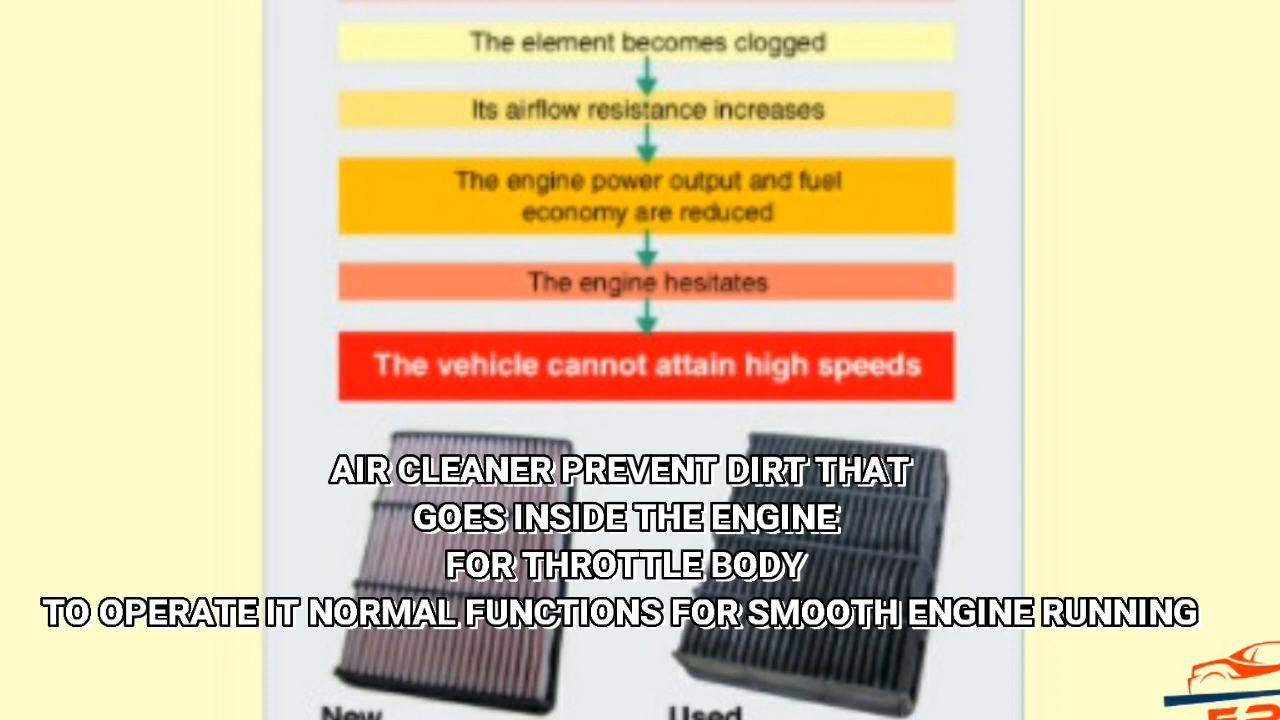 The element becomes clogged
Its airflow resistance increases
The engine power output and fuel
economy are reduced
The engine hesitates
The vehicle cannot attain high speeds
AIR CLEANER PREVENT DIRT THAT
GOES INSIDE THE ENGINE
FOR THROTTLE BODY
TO OPERATE IT NORMAL FUNCTIONS FOR SMOOTH ENGINE RUNNING
New
Used